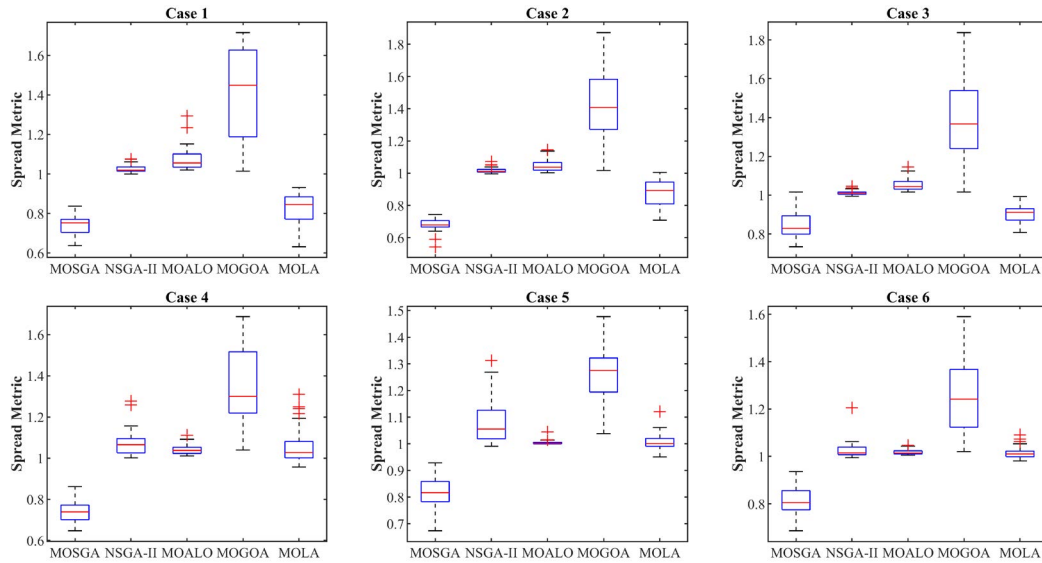 Case 1
Spread Metric
1.6
1.4
1.2
1
0.8
0.6
MOSGA NSGA-II MOALO MOGOA MOLA
Case 2
Spread Metric
1.8
1.6
1.4
1.2
1
0.8
0.6
MOSGA NSGA-II MOALO MOGOA MOLA
Case 3
Spread Metric
1.8
1.6
1.4
1.2
1
0.8
MOSGA NSGA-II MOALO MOGOA MOLA
Case 4
Spread Metric
1.6
1.4
1.2
1
0.8
0.6
MOSGA NSGA-II MOALO MOGOA MOLA
Case 5
Spread Metric
1.5
1.4
1.3
1.2
1.1
1
0.9
0.8
0.7
MOSGA NSGA-II MOALO MOGOA MOLA
Case 6
Spread Metric
1.6
1.4
1.2
1
0.8
MOSGA NSGA-II MOALO MOGOA MOLA